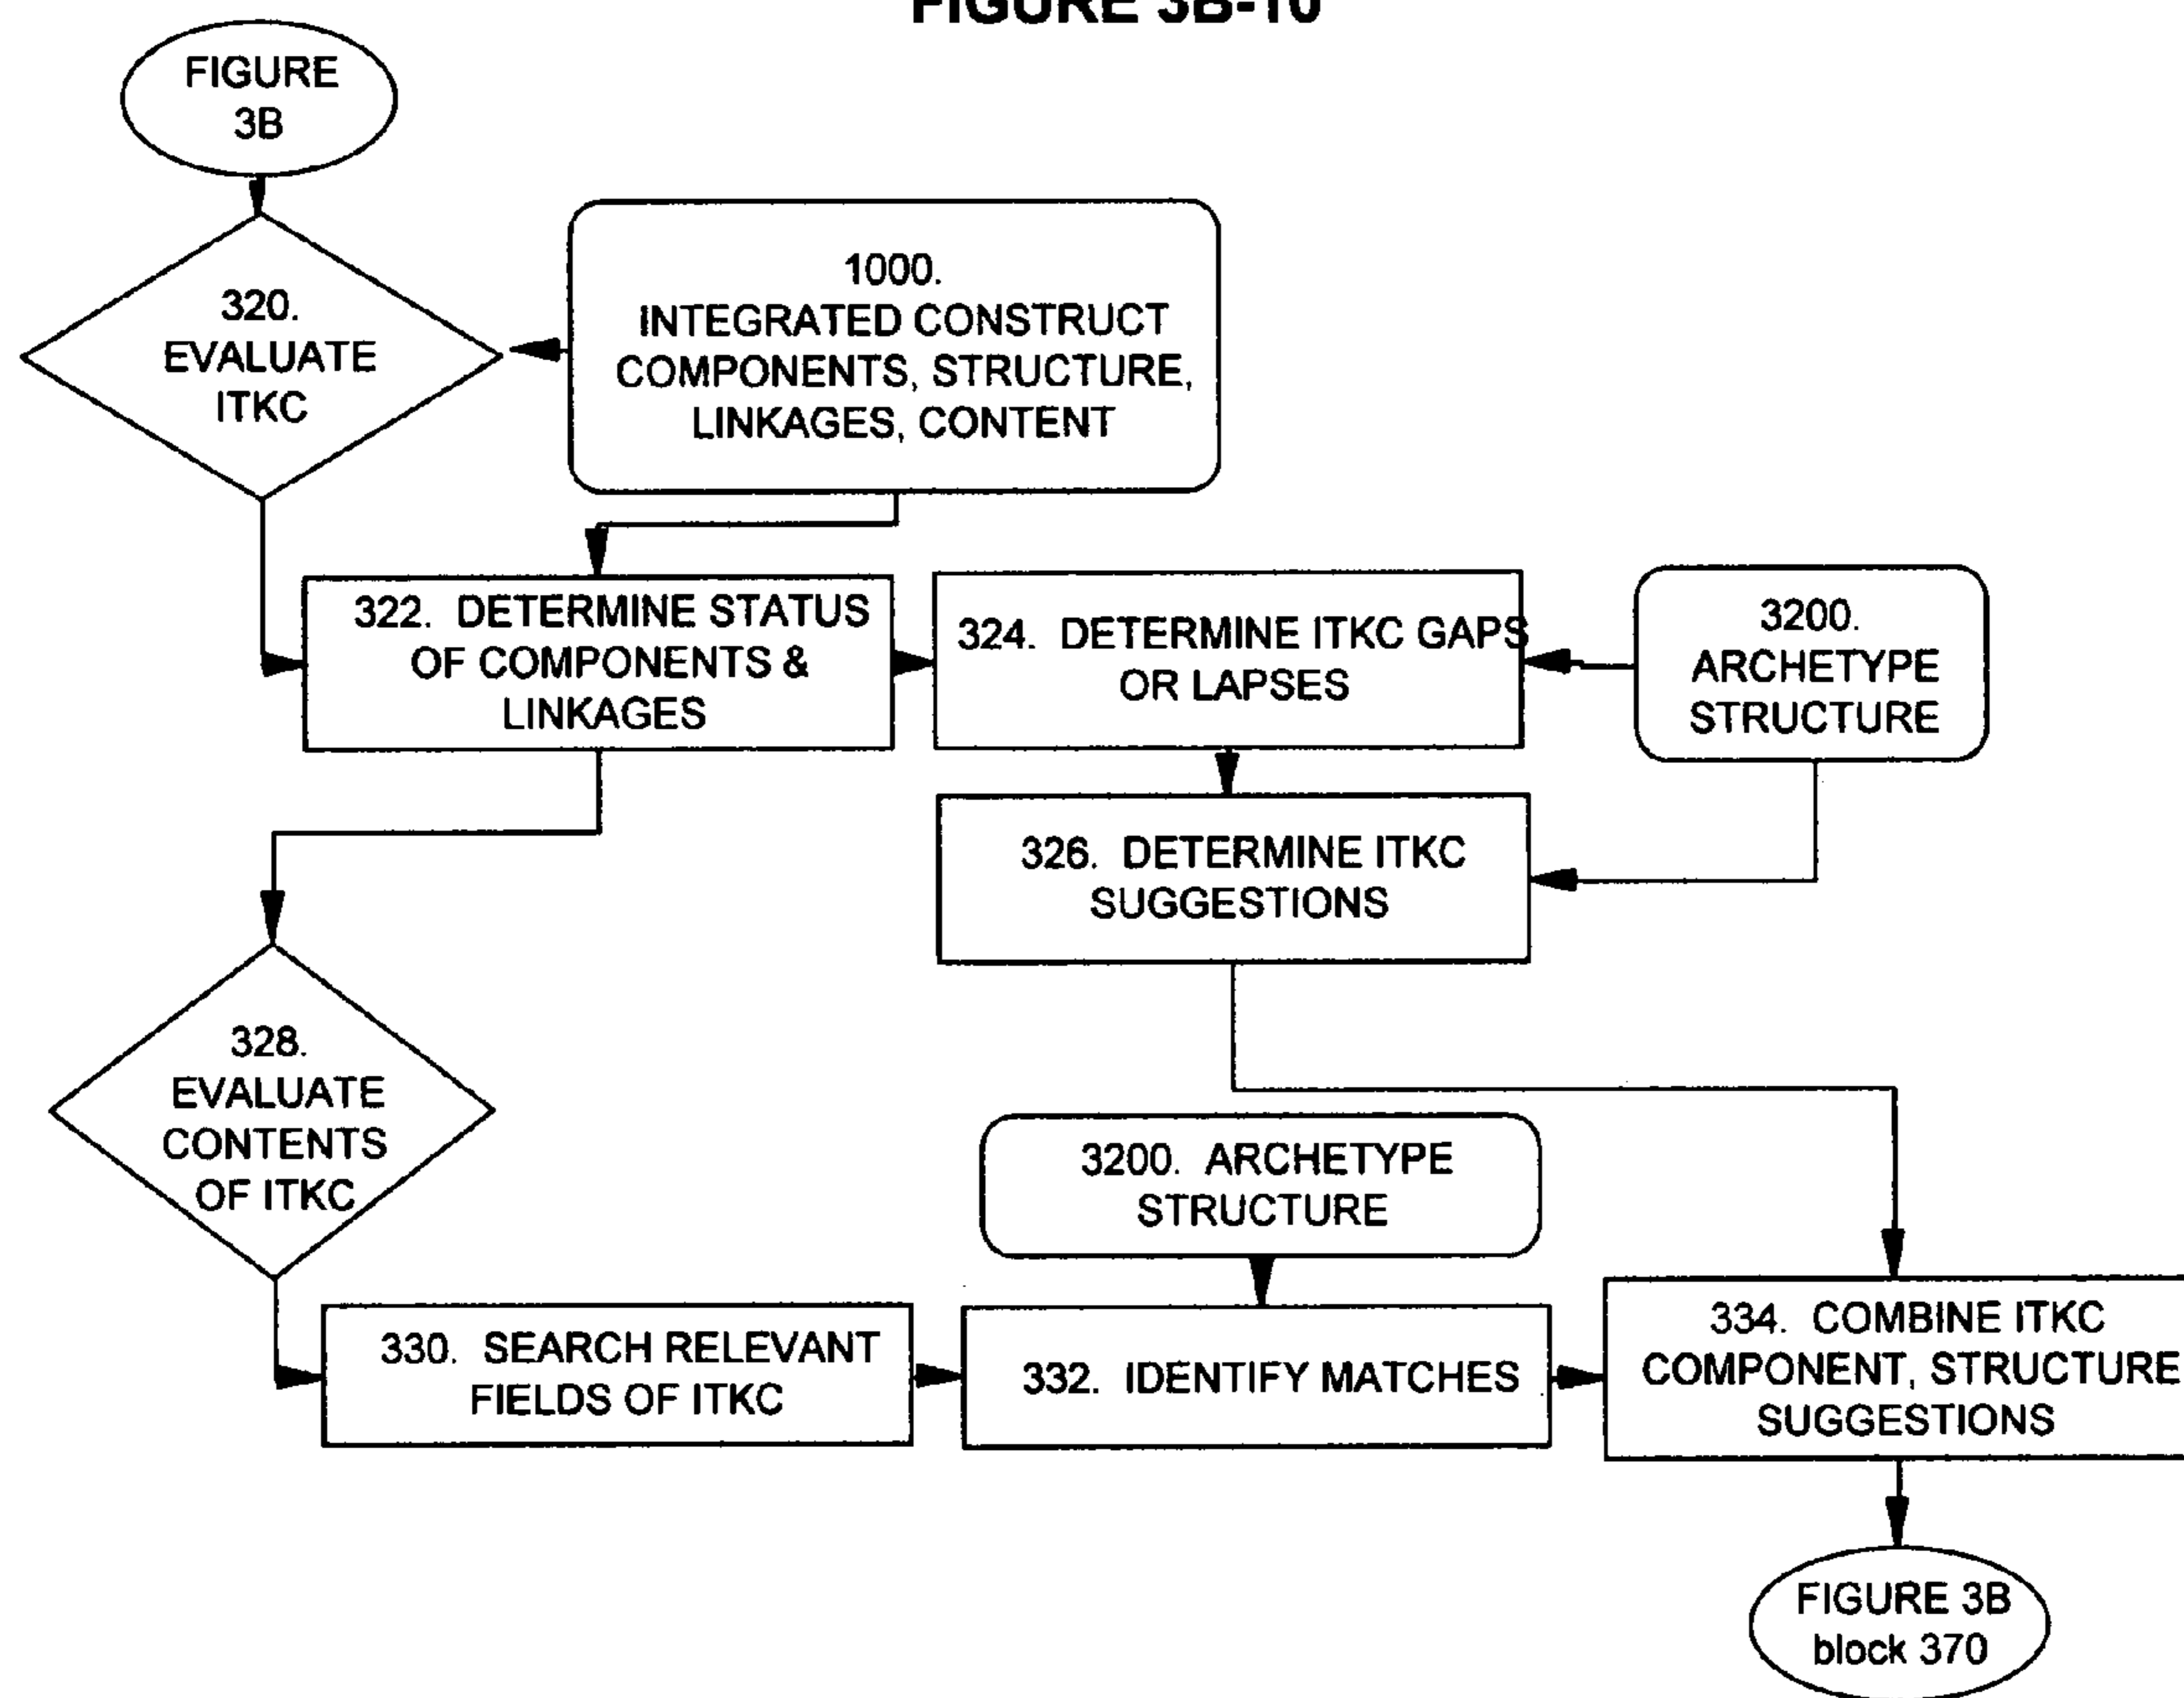 FIGURE 3B-10
FIGURE
3B
320.
EVALUATE
ITKC
1000.
INTEGRATED CONSTRUCT
COMPONENTS, STRUCTURE,
LINKAGES, CONTENT
322. DETERMINE STATUS
OF COMPONENTS &
LINKAGES
324. DETERMINE ITKC GAPS
OR LAPSES
3200.
ARCHETYPE
STRUCTURE
326. DETERMINE ITKC
SUGGESTIONS
328.
EVALUATE
CONTENTS
OF ITKC
3200. ARCHETYPE
STRUCTURE
330. SEARCH RELEVANT
FIELDS OF ITKC
332. IDENTIFY MATCHES
334. COMBINE ITKC
COMPONENT, STRUCTURE
SUGGESTIONS
FIGURE 3B
block 370